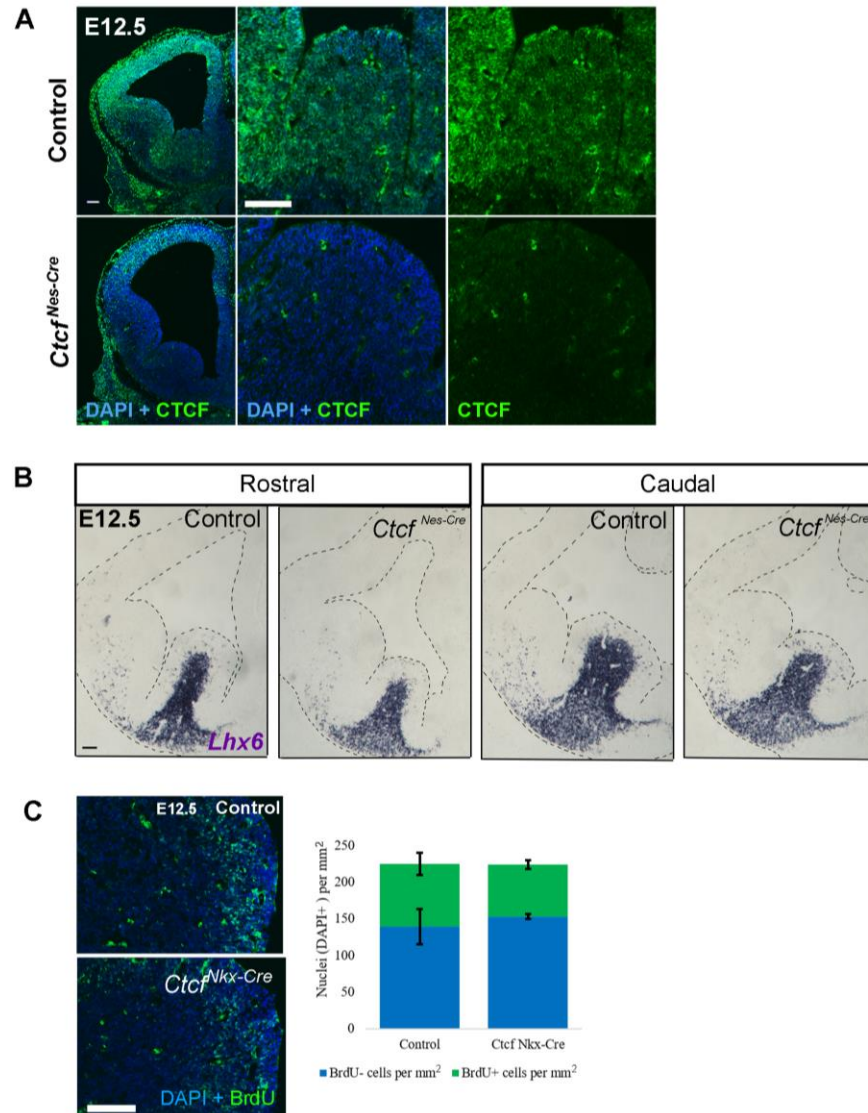 A
E12.5
Control
Ctcf Nes-Cre
DAPI + CTCF
DAPI + CTCF
CTCF
B
Rostral
Caudal
E12.5 Control
Ctcf Nes-Cre
Control
Ctcf Nes-Cre
Lhx6
C
E12.5 Control
Ctcf Nkx-Cre
DAPI + BrdU
Nuclei (DAPI+ ) per mm2
250
200
150
100
50
0
Control
Ctcf Nkx-Cre
BrdU- cells per mm2
BrdU+ cells per mm2